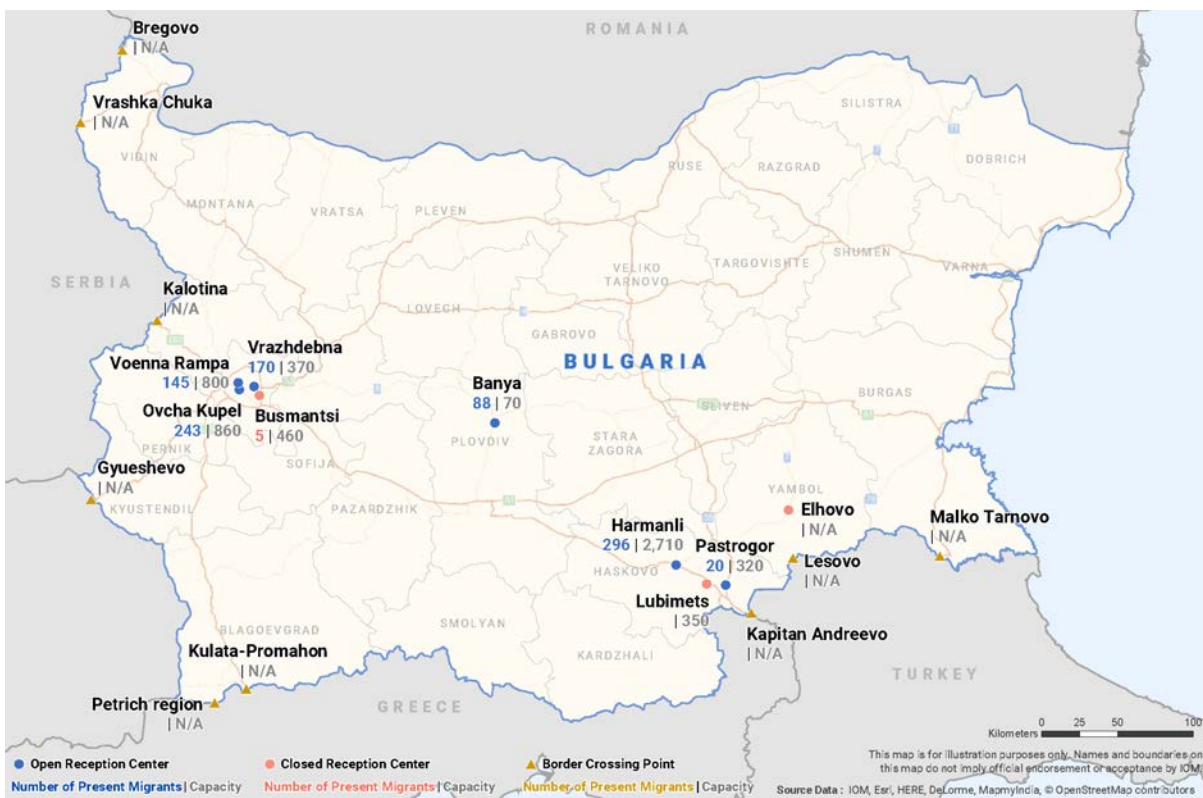 Bregovo
| N/A
ROMANIA
Vrashka Chuka
| N/A
SILISTRA
VIDIN
RUSE
RAZGRAD
DOBRICH
MONTANA
VRATSA
PLEVEN
SHUMEN
TARGOVISHTE
VARNA
SERBIA
VELIKO
TARNOVO
Kalotina
| N/A
LOVECH
GABROVO
Vrazhdebna
170 | 370
Voenna Rampa
145 | 800
BULGARIA
Banya
88 | 70
Ovcha Kupel
243 | 860
Busmantsi
5 | 460
SLIVEN
BURGAS
PERNIK
PLOVDIV
STARA
ZAGORA
SOFIJA
Gyueshevo
| N/A
KYUSTENDIL
PAZARDZHIK
YAMBOL
Elhovo
| N/A
Malko Tarnovo
| N/A
Harmanli
296 | 2,710
Pastrogor
20 | 320
HASKOVO
Lesovo
| N/A
Lubimets
| 350
Kapitan Andreevo
| N/A
BLAGOEVGRAD
SMOLYAN
KARDZHALI
Kulata-Promahon
| N/A
TURKEY
Petrich region
| N/A
GREECE
0 25 50 100
Kilometers
This map is for illustration purposes only. Names and boundaries on
this map do not imply official endorsement or acceptance by IOM.
Open Reception Center
Number of Present Migrants | Capacity
Closed Reception Center
Number of Present Migrants | Capacity
Border Crossing Point
Number of Present Migrants | Capacity
Source Data : IOM, Esri, HERE, DeLorme, MapmyIndia, © OpenStreetMap contributors